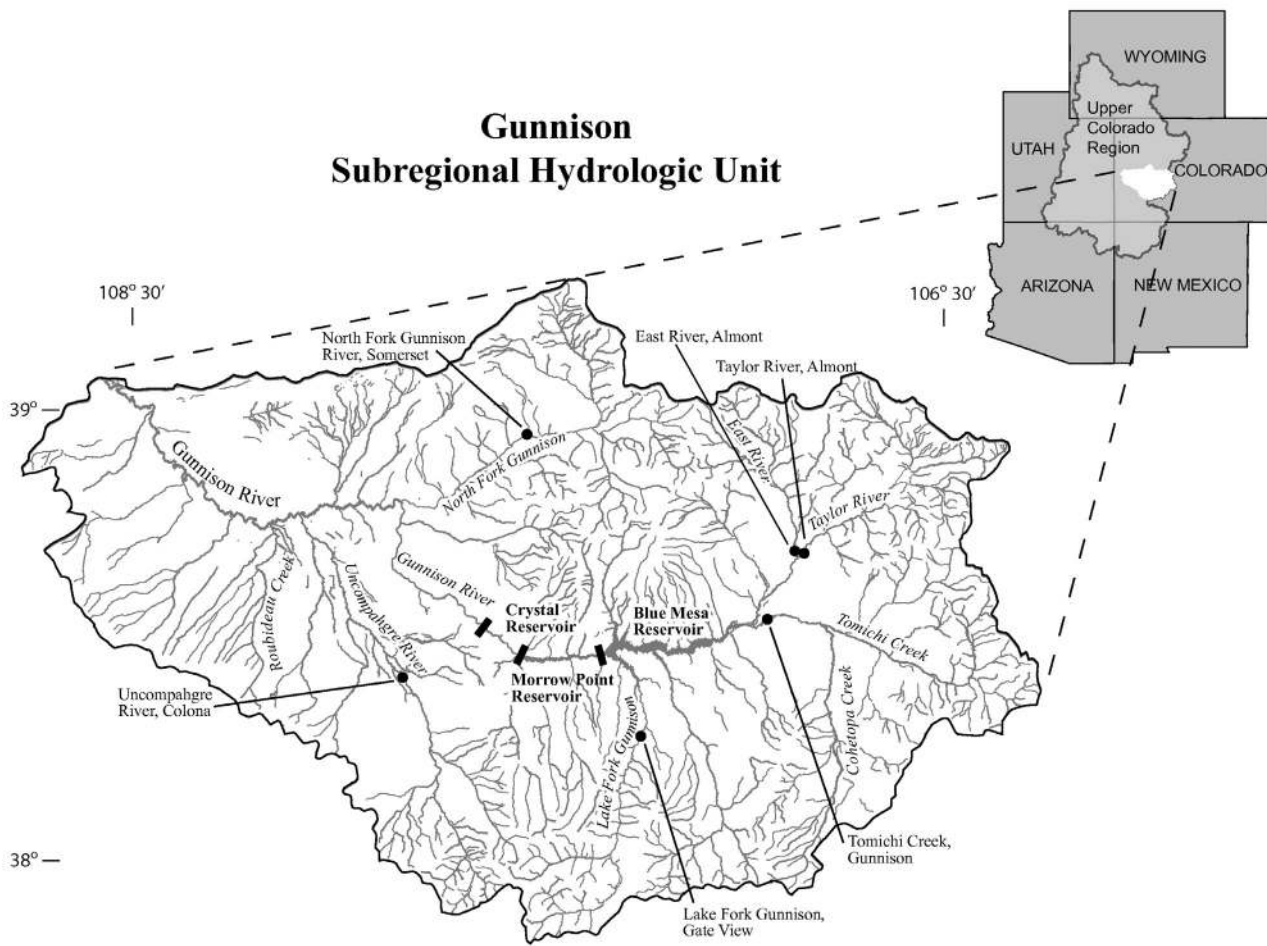 Gunnison
Subregional Hydrologic Unit
WYOMING
Upper
Colorado
Region
UTAH
COLORADO
ARIZONA
NEW MEXICO
108° 30′
106° 30′
39°
38°
North Fork Gunnison
River, Somerset
East River, Almont
Taylor River, Almont
Gunnison River
North Fork Gunnison
East River
Taylor River
Roubideau Creek
Uncompahgre River
Gunnison River
Crystal
Reservoir
Blue Mesa
Reservoir
Morrow Point
Reservoir
Tomichi Creek
Cohetopa Creek
Lake Fork Gunnison
Uncompahgre
River, Colona
Tomichi Creek,
Gunnison
Lake Fork Gunnison,
Gate View